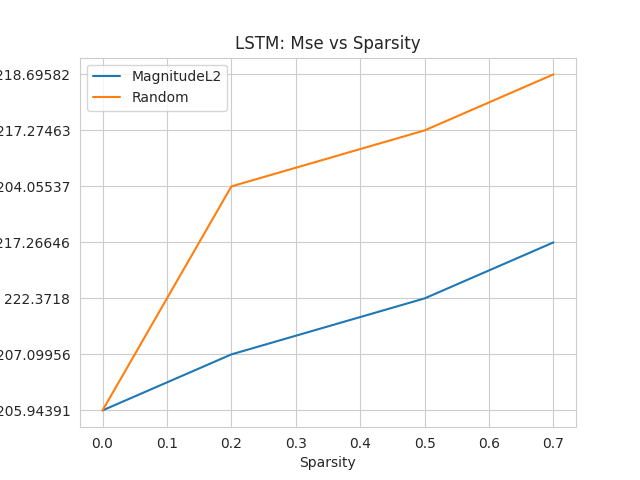 LSTM: Mse vs Sparsity
MagnitudeL2
Random
218.69582
217.27463
204.05537
217.26646
222.3718
207.09956
205.94391
0.0 0.1 0.2 0.3 0.4 0.5 0.6 0.7
Sparsity